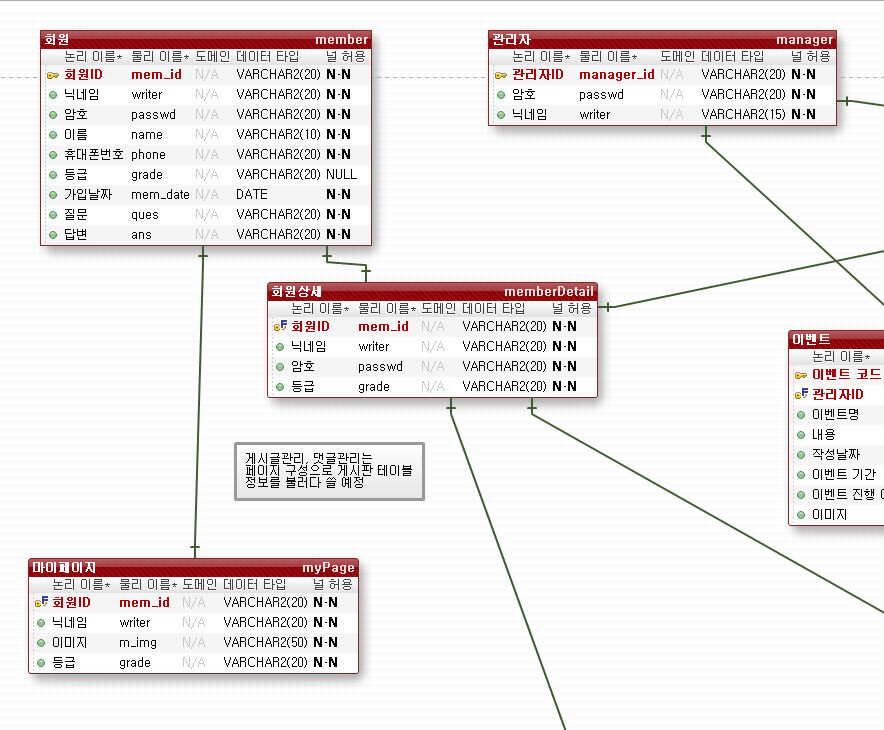 회원 member
논리 이름* 물리 이름* 도메인 데이터 타입 널 허용
회원ID mem_id N/A VARCHAR2(20) N·N
닉네임 writer N/A VARCHAR2(20) N·N
암호 passwd N/A VARCHAR2(20) N·N
이름 name N/A VARCHAR2(10) N·N
휴대폰번호 phone N/A VARCHAR2(20) N·N
등급 grade N/A VARCHAR2(20) NULL
가입날짜 mem_date N/A DATE N·N
질문 ques N/A VARCHAR2(20) N·N
답변 ans N/A VARCHAR2(20) N·N
관리자 manager
논리 이름* 물리 이름* 도메인 데이터 타입 널 허용
관리자ID manager_id N/A VARCHAR2(20) N·N
암호 passwd N/A VARCHAR2(20) N·N
닉네임 writer N/A VARCHAR2(15) N·N
회원상세 memberDetail
논리 이름* 물리 이름* 도메인 데이터 타입 널 허용
회원ID mem_id N/A VARCHAR2(20) N·N
닉네임 writer N/A VARCHAR2(20) N·N
암호 passwd N/A VARCHAR2(20) N·N
등급 grade N/A VARCHAR2(20) N·N
이벤트
논리 이름*
이벤트 코드
관리자ID
이벤트명
내용
작성날짜
이벤트 기간
이벤트 진행
이미지
게시글관리, 댓글관리는
페이지 구성으로 게시판 테이블
정보를 불러다 쓸 예정
마이페이지 myPage
논리 이름* 물리 이름* 도메인 데이터 타입 널 허용
회원ID mem_id N/A VARCHAR2(20) N·N
닉네임 writer N/A VARCHAR2(20) N·N
이미지 m_img N/A VARCHAR2(50) N·N
등급 grade N/A VARCHAR2(20) N·N